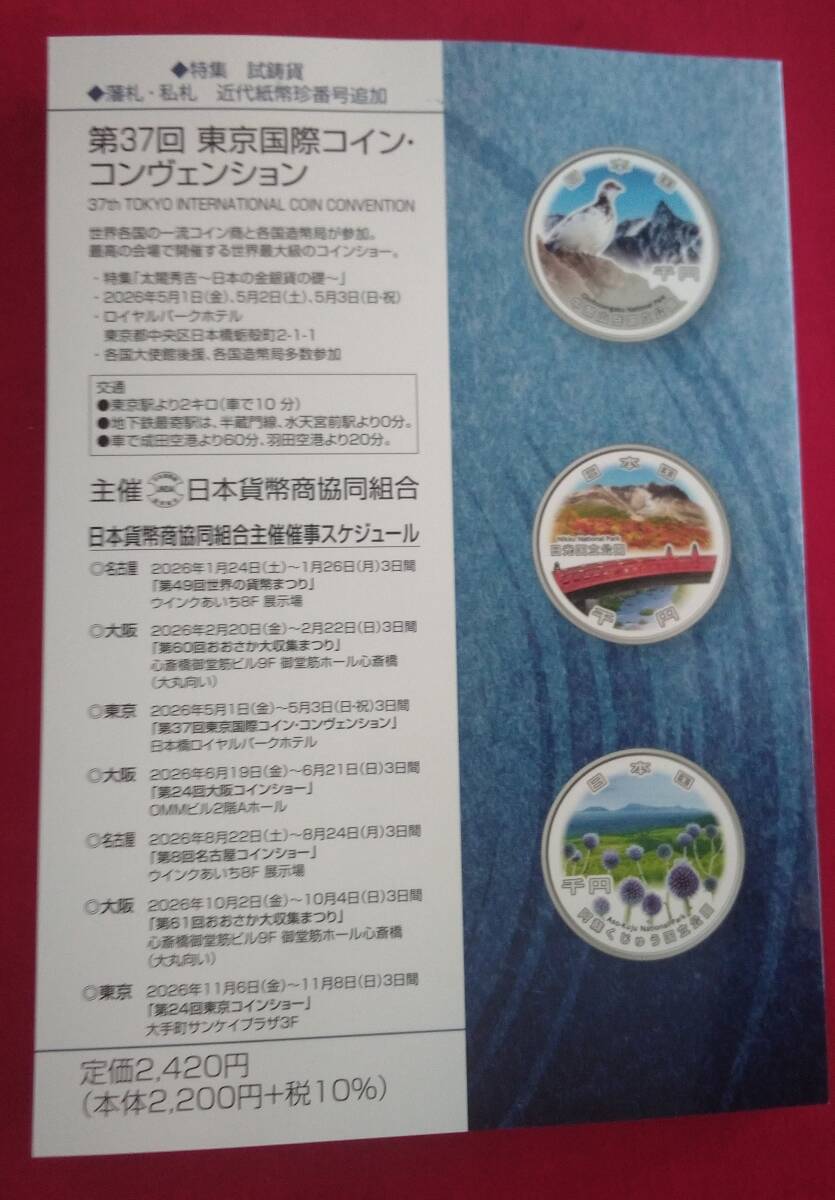 ◆特集 試鋳貨
◆藩札・私札 近代紙幣珍番号追加
第37回 東京国際コイン・
コンヴェンション
37th TOKYO INTERNATIONAL COIN CONVENTION
世界各国の一流コイン商と各国造幣局が参加。
最高の会場で開催する世界最大級のコインショー。
- 特集「太閤秀吉～日本の金銀貨の礎～」
- 2026年5月1日(金)、5月2日(土)、5月3日(日・祝)
- ロイヤルパークホテル
東京都中央区日本橋蛎殻町2-1-1
- 各国大使館後援、各国造幣局多数参加
交通
●東京駅より2キロ(車で10分)
●地下鉄最寄駅は、半蔵門線、水天宮前駅より0分。
●車で成田空港より60分、羽田空港より20分。
主催 日本貨幣商協同組合
日本貨幣商協同組合主催催事スケジュール
◎名古屋 2026年1月24日(土)～1月26日(月)3日間
「第49回世界の貨幣まつり」
ウインクあいち8F 展示場
◎大阪 2026年2月20日(金)～2月22日(日)3日間
「第60回おおさか大収集まつり」
心斎橋御堂筋ビル9F 御堂筋ホール心斎橋
(大丸向い)
◎東京 2026年5月1日(金)～5月3日(日・祝)3日間
「第37回東京国際コイン・コンヴェンション」
日本橋ロイヤルパークホテル
◎大阪 2026年6月19日(金)～6月21日(日)3日間
「第24回大阪コインショー」
OMMビル2階Aホール
◎名古屋 2026年8月22日(土)～8月24日(月)3日間
「第8回名古屋コインショー」
ウインクあいち8F 展示場
◎大阪 2026年10月2日(金)～10月4日(日)3日間
「第61回おおさか大収集まつり」
心斎橋御堂筋ビル9F 御堂筋ホール心斎橋
(大丸向い)
◎東京 2026年11月6日(金)～11月8日(日)3日間
「第24回東京コインショー」
大手町サンケイプラザ3F
定価2,420円
(本体2,200円+税10%)
日本国
千円
Chubusangaku National Park
中部山岳国立公園
日本国
Nikko National Park
日光国立公園
千円
日本国
千円
Aso-Kuju National Park
阿蘇くじゅう国立公園